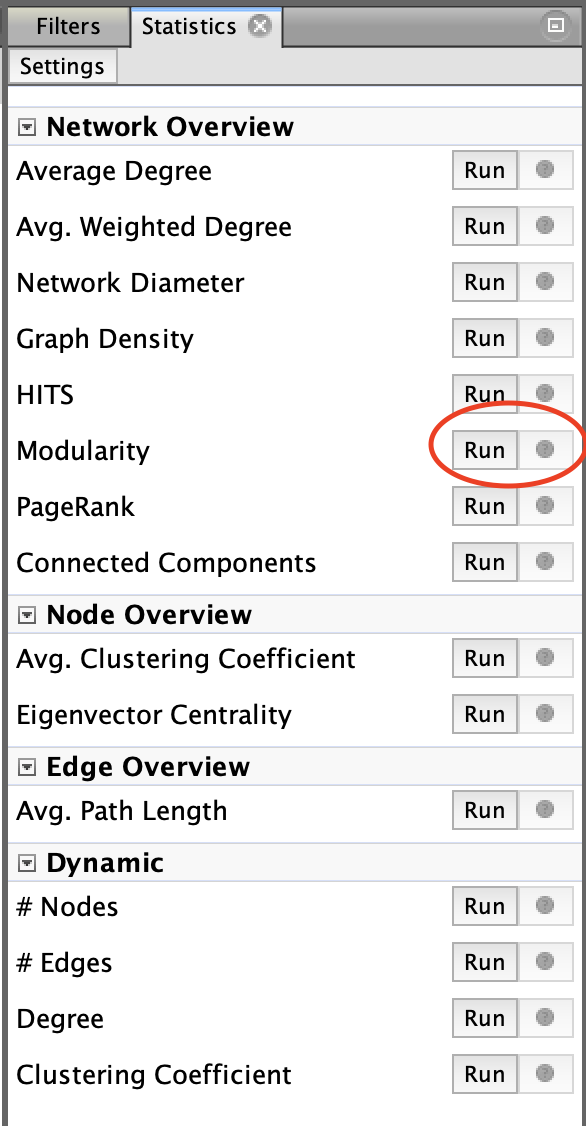 Filters Statistics
Settings
Network Overview
Average Degree Run ?
Avg. Weighted Degree Run ?
Network Diameter Run ?
Graph Density Run ?
HITS Run ?
Modularity Run ?
PageRank Run ?
Connected Components Run ?
Node Overview
Avg. Clustering Coefficient Run ?
Eigenvector Centrality Run ?
Edge Overview
Avg. Path Length Run ?
Dynamic
# Nodes Run ?
# Edges Run ?
Degree Run ?
Clustering Coefficient Run ?